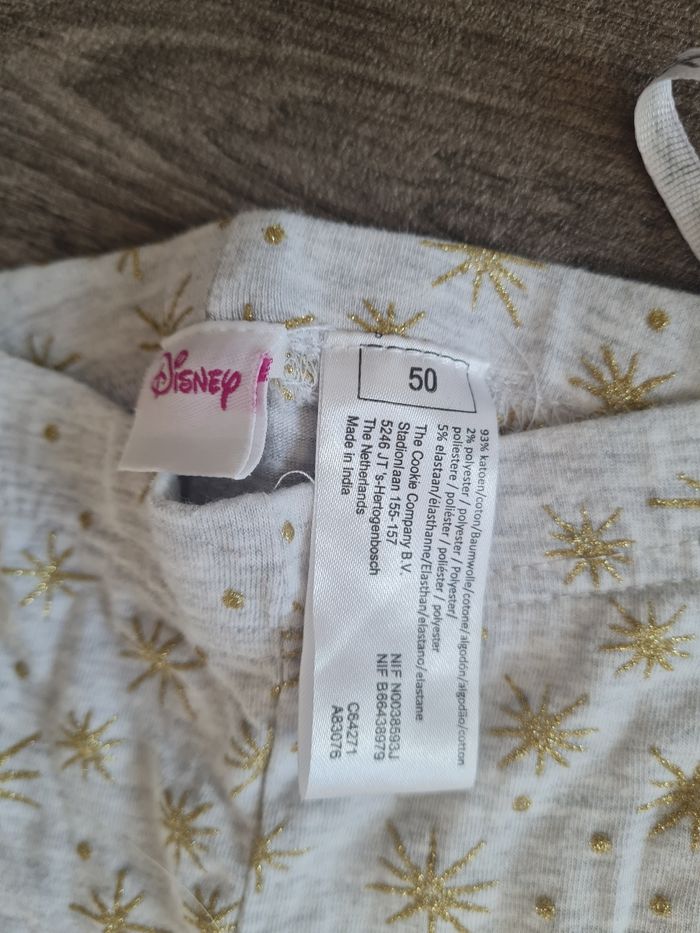 Disney
50
93% katoen/coton/Baumwolle/cotone/algodón/algodão/cotton
2% polyester / polyester / Polyester/
poliestere / poliéster / poliéster / polyester
5% elastaan/élasthanne/Elasthan/elastano/elastane
The Cookie Company B.V.
Stadionlaan 155-157
5246 JT 's-Hertogenbosch
The Netherlands
Made in India
NIF N0038593J
NIF B66438979
C64271
A83076